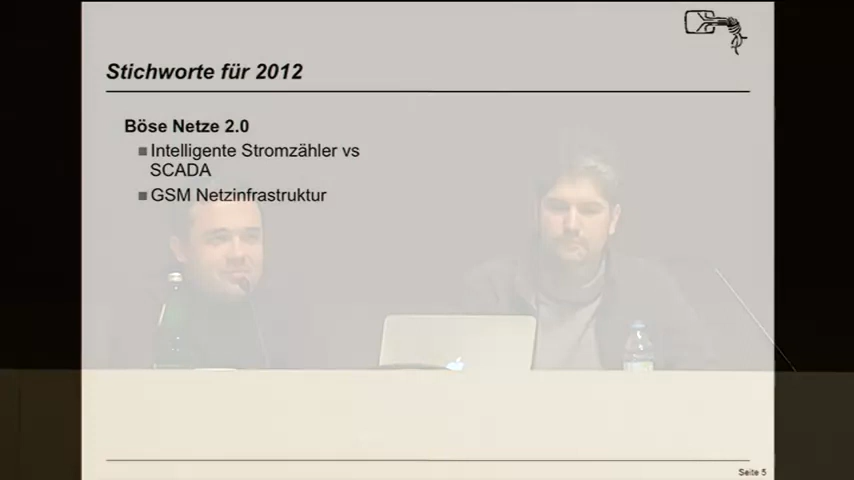 Stichworte für 2012
Böse Netze 2.0
Intelligente Stromzähler vs
SCADA
GSM Netzinfrastruktur
Seite 5